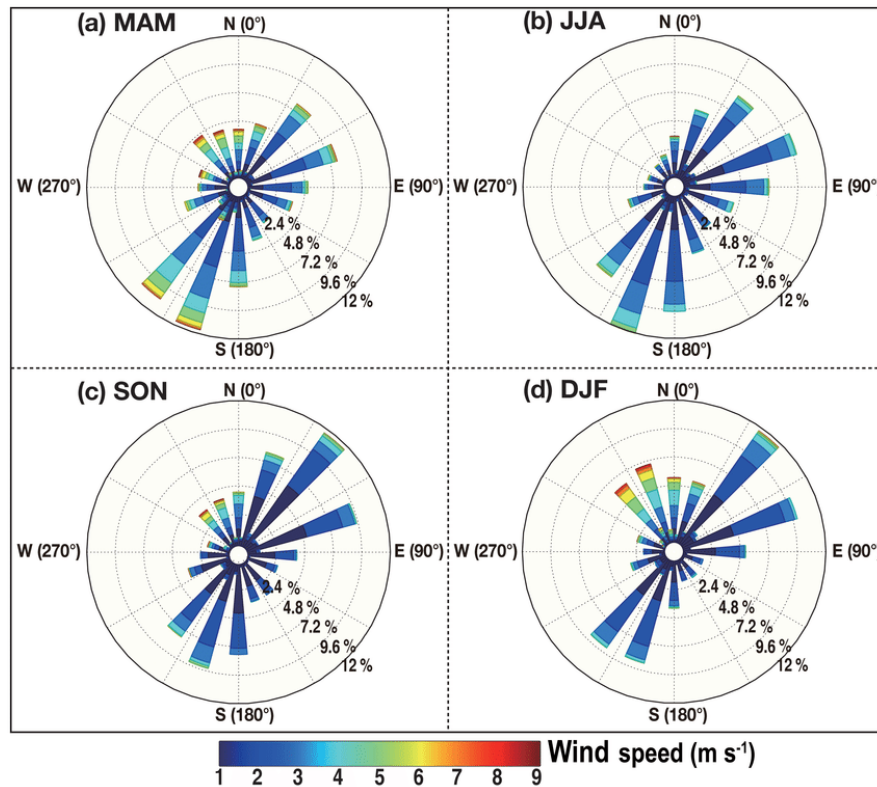 (a) MAM
N (0°)
W (270°)
E (90°)
2.4 %
4.8 %
7.2 %
9.6 %
12 %
S (180°)
(b) JJA
N (0°)
W (270°)
E (90°)
2.4 %
4.8 %
7.2 %
9.6 %
12 %
S (180°)
(c) SON
N (0°)
W (270°)
E (90°)
2.4 %
4.8 %
7.2 %
9.6 %
12 %
S (180°)
(d) DJF
N (0°)
W (270°)
E (90°)
2.4 %
4.8 %
7.2 %
9.6 %
12 %
S (180°)
Wind speed (m s⁻¹)
1 2 3 4 5 6 7 8 9